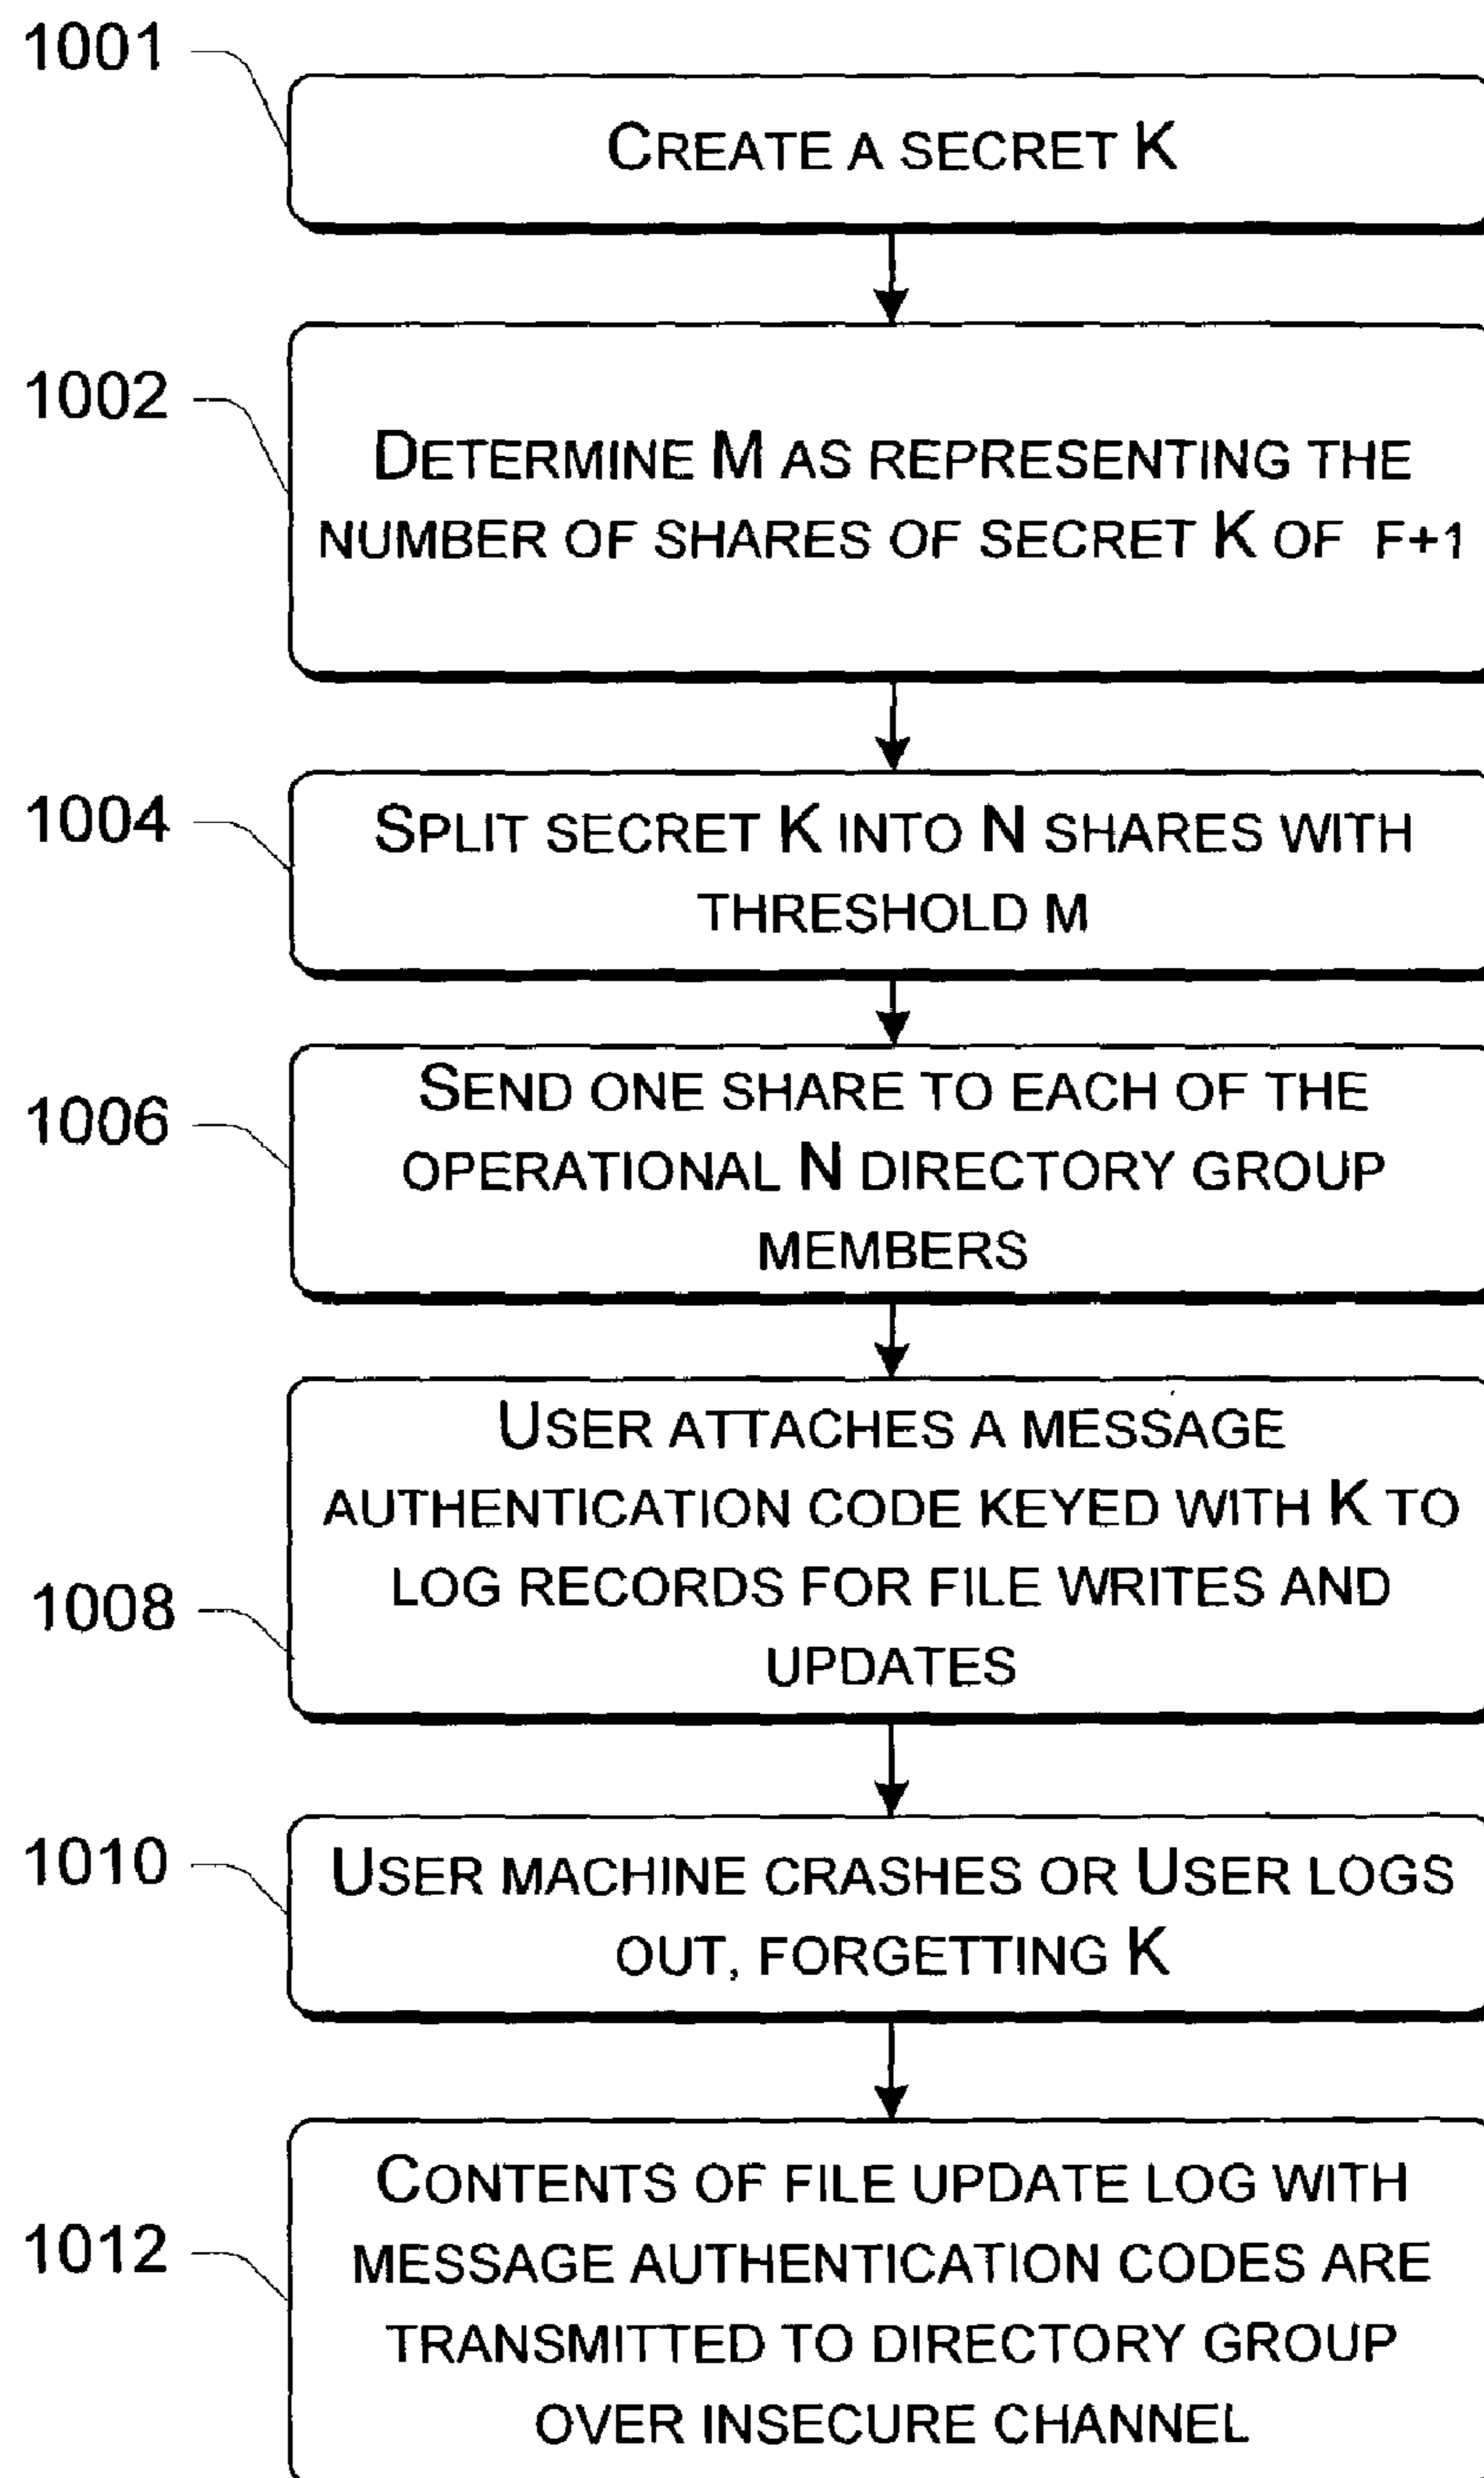 1001
CREATE A SECRET K
1002
DETERMINE M AS REPRESENTING THE
NUMBER OF SHARES OF SECRET K OF F+1
1004
SPLIT SECRET K INTO N SHARES WITH
THRESHOLD M
1006
SEND ONE SHARE TO EACH OF THE
OPERATIONAL N DIRECTORY GROUP
MEMBERS
1008
USER ATTACHES A MESSAGE
AUTHENTICATION CODE KEYED WITH K TO
LOG RECORDS FOR FILE WRITES AND
UPDATES
1010
USER MACHINE CRASHES OR USER LOGS
OUT, FORGETTING K
1012
CONTENTS OF FILE UPDATE LOG WITH
MESSAGE AUTHENTICATION CODES ARE
TRANSMITTED TO DIRECTORY GROUP
OVER INSECURE CHANNEL